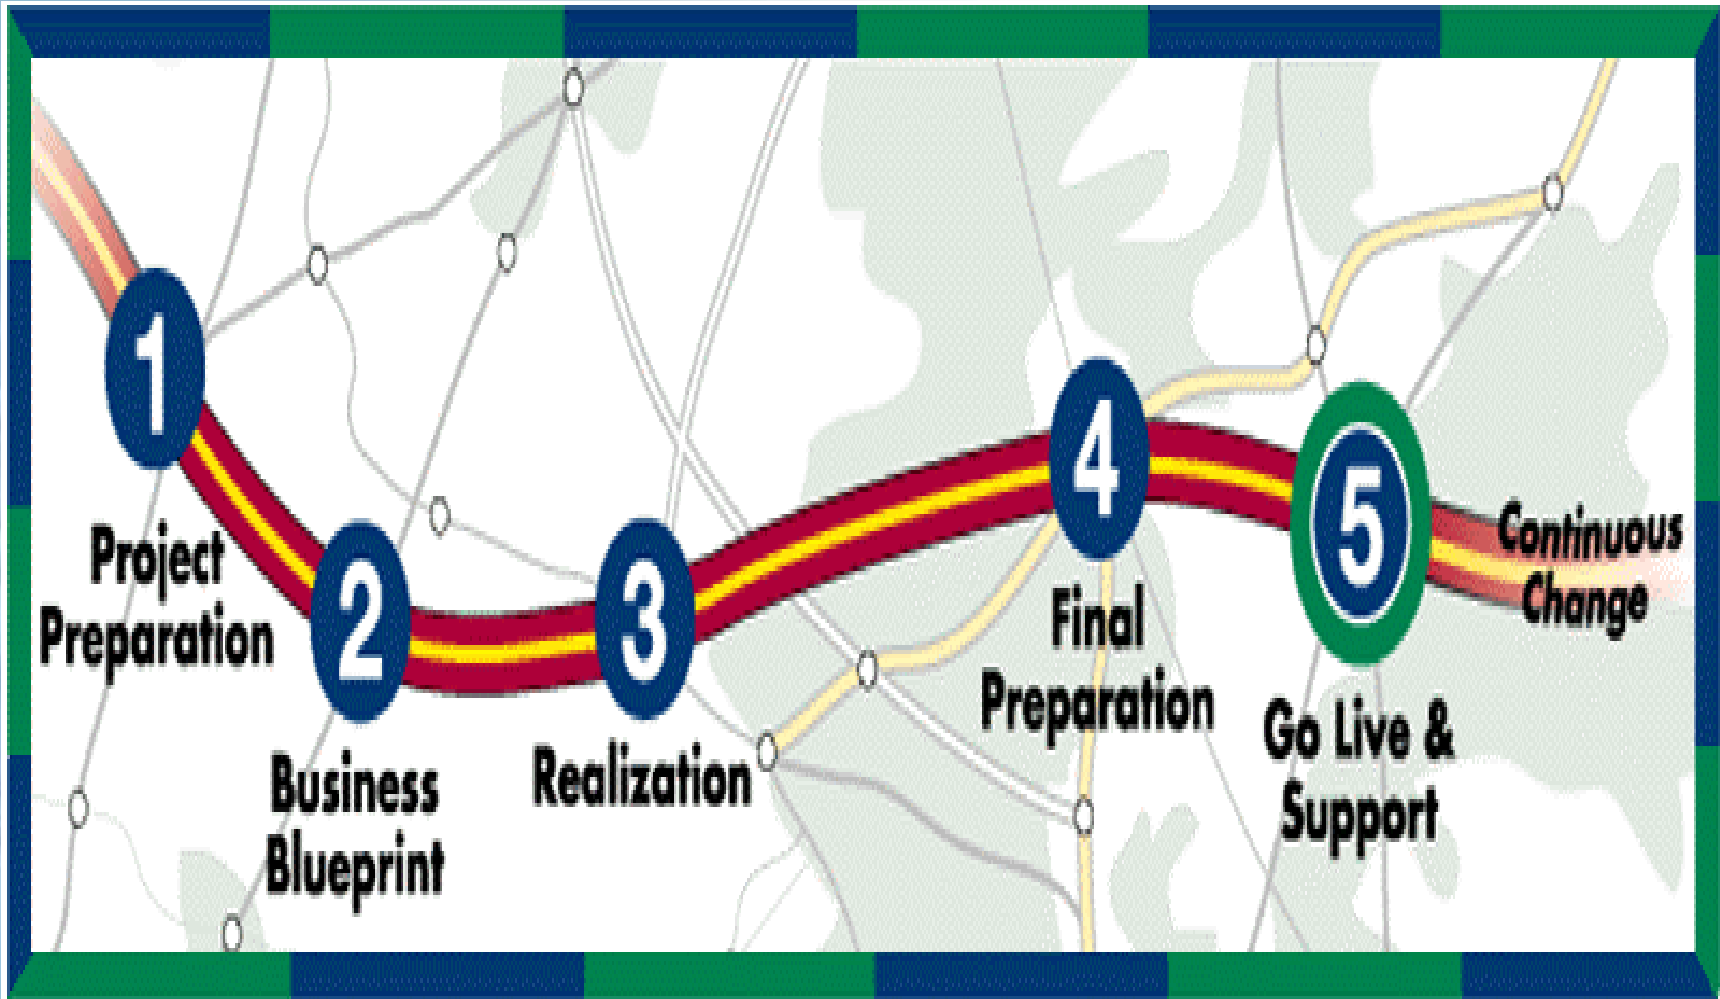 1
Project
Preparation
2
Business
Blueprint
3
Realization
4
Final
Preparation
5
Go Live &
Support
Continuous
Change